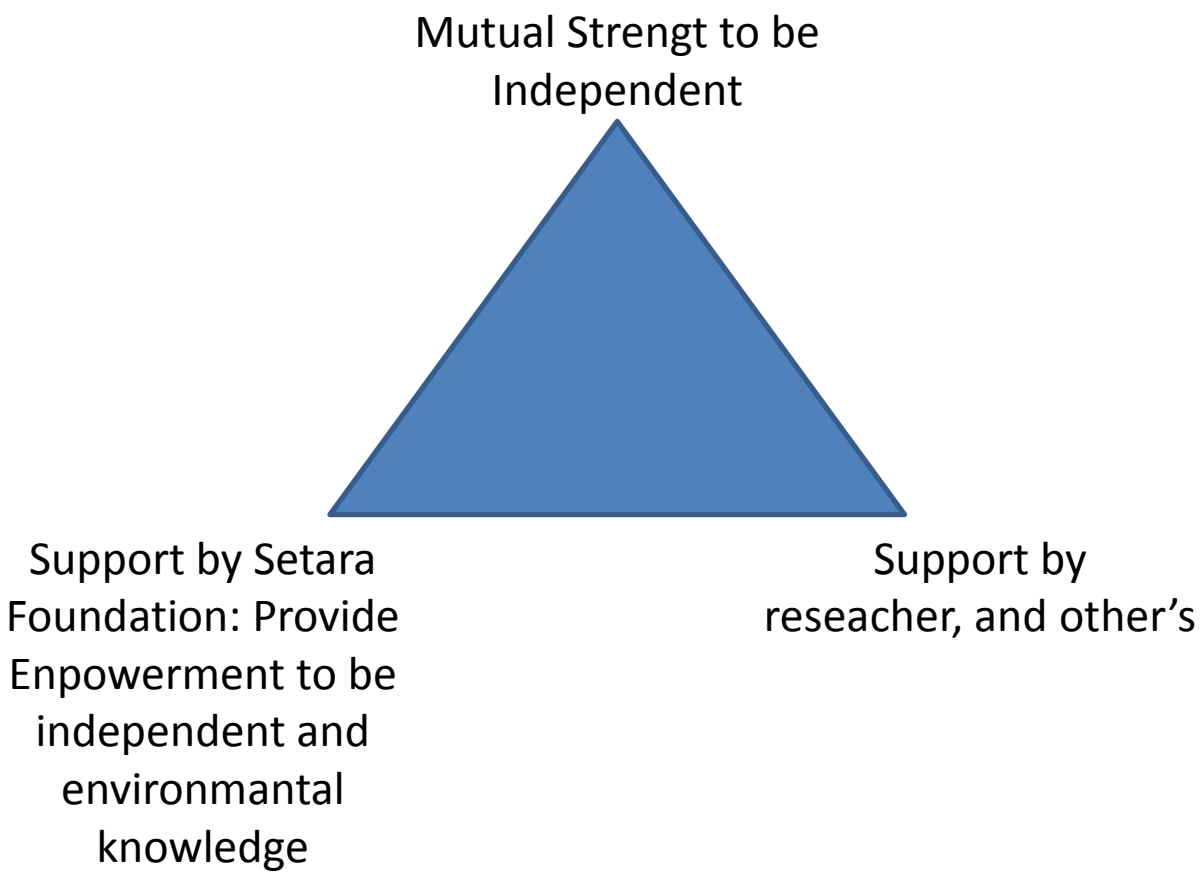 Mutual Strengt to be
Independent
Support by Setara
Foundation: Provide
Enpowerment to be
independent and
environmantal
knowledge
Support by
reseacher, and other’s